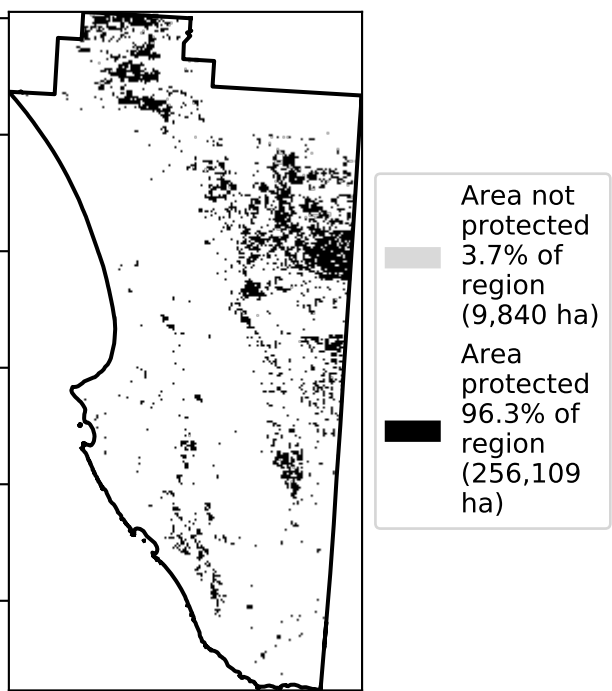 Area not
protected
3.7% of
region
(9,840 ha)
Area
protected
96.3% of
region
(256,109
ha)